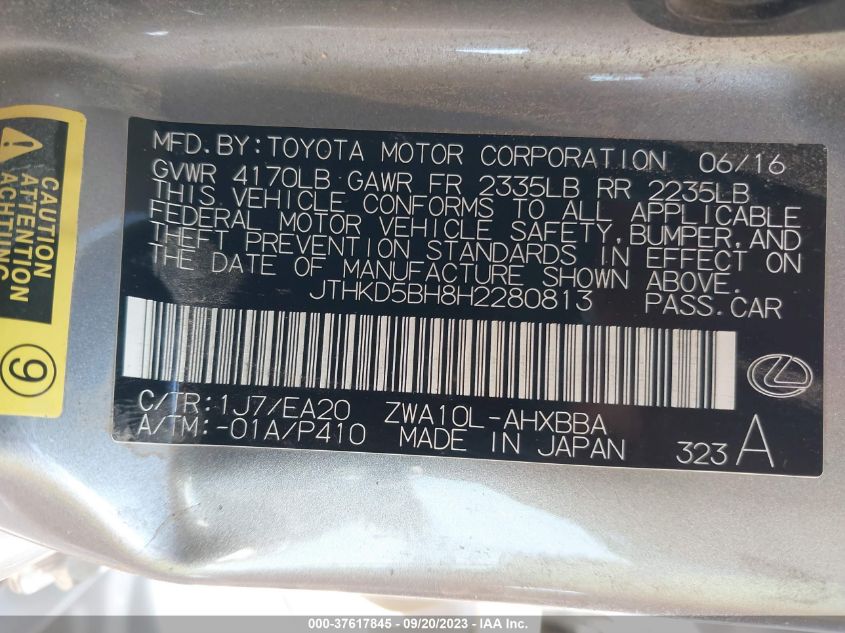 MFD. BY: TOYOTA MOTOR CORPORATION 06/16
GVWR 4170LB GAWR FR 2335LB RR 2235LB
THIS VEHICLE CONFORMS TO ALL APPLICABLE
FEDERAL MOTOR VEHICLE SAFETY, BUMPER, AND
THEFT PREVENTION STANDARDS IN EFFECT ON
THE DATE OF MANUFACTURE SHOWN ABOVE.
JTHKD5BH8H2280813 PASS. CAR
C/TR: 1J7/EA20 ZWA10L-AHXBBA
A/TM: -01A/P410 MADE IN JAPAN 323 A
CAUTION
ATTENTION
ACHTUNG
9
000-37617845 - 09/20/2023 - IAA Inc.